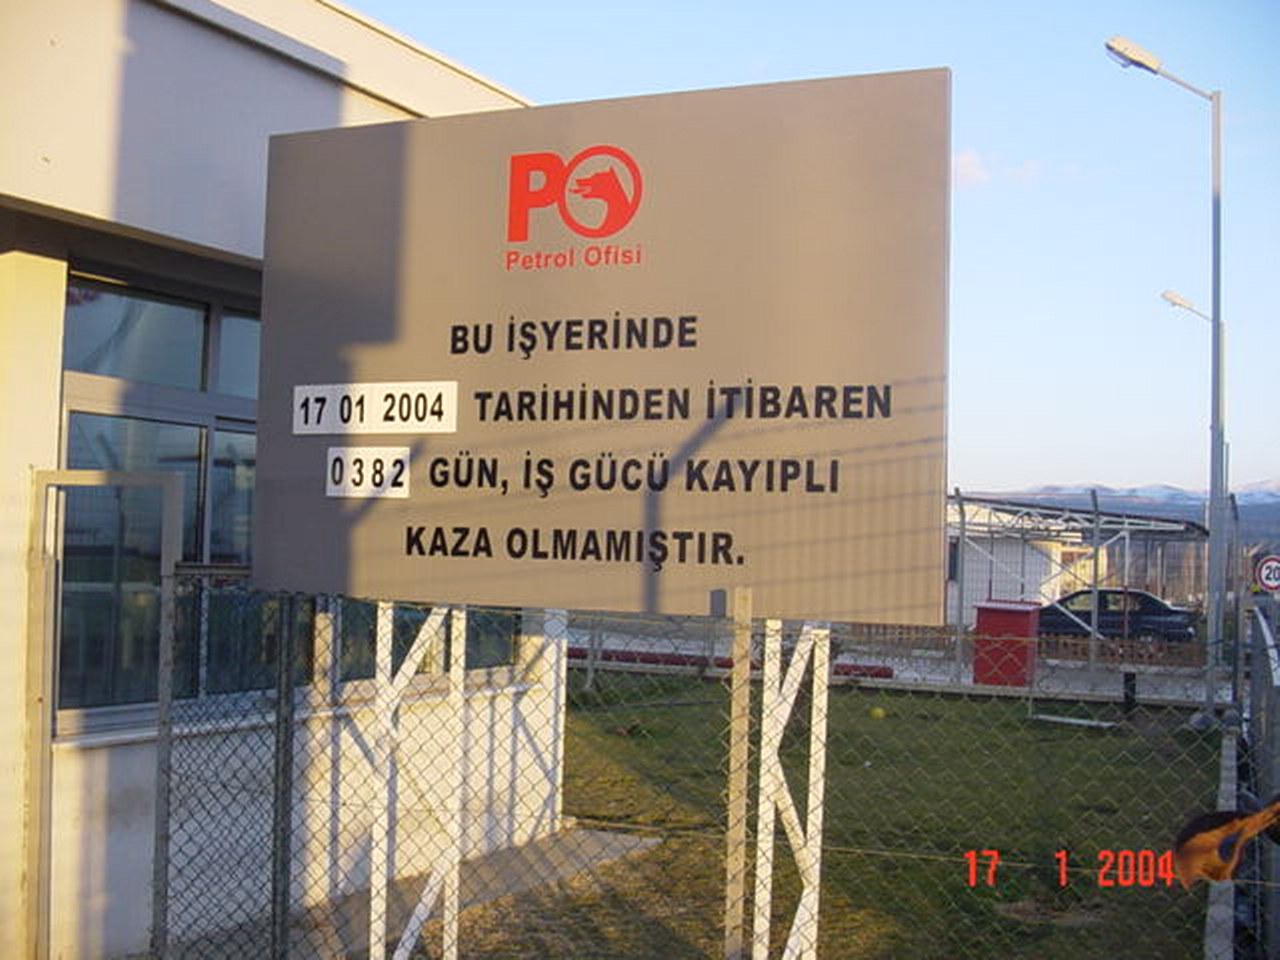 PO
Petrol Ofisi
BU İŞYERİNDE
17 01 2004 TARİHİNDEN İTİBAREN
0382 GÜN, İŞ GÜCÜ KAYIPLI
KAZA OLMAMIŞTIR.
20
17 1 2004